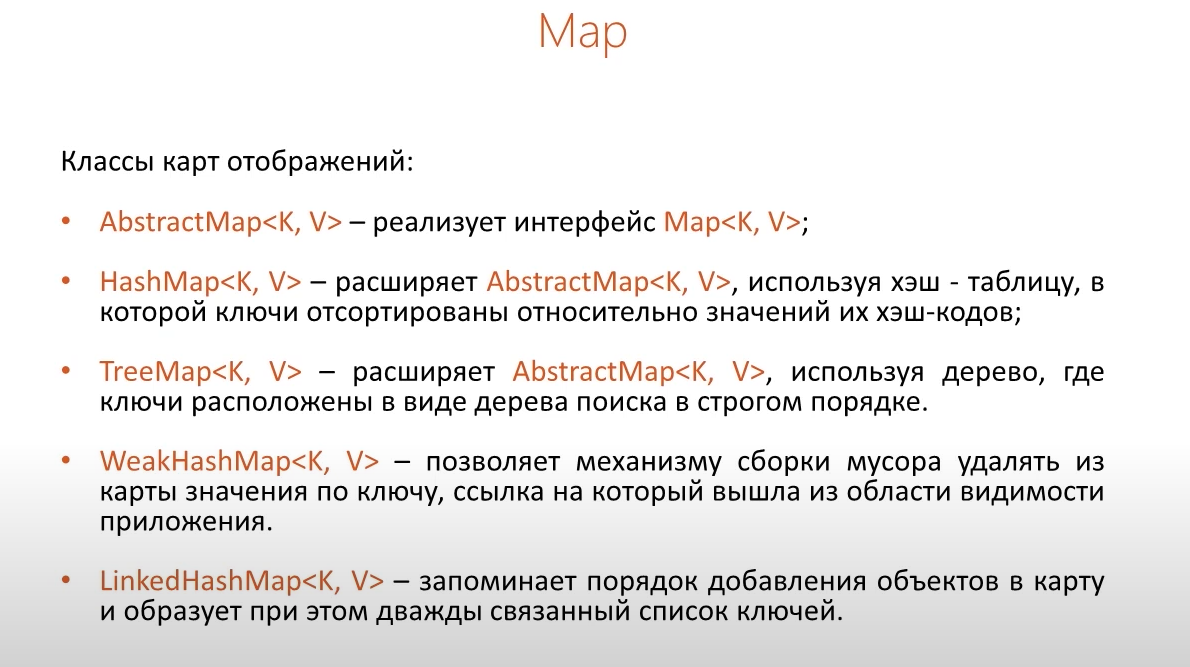 Map
Классы карт отображений:
• AbstractMap<K, V> – реализует интерфейс Map<K, V>;
• HashMap<K, V> – расширяет AbstractMap<K, V>, используя хэш - таблицу, в
которой ключи отсортированы относительно значений их хэш-кодов;
• TreeMap<K, V> – расширяет AbstractMap<K, V>, используя дерево, где
ключи расположены в виде дерева поиска в строгом порядке.
• WeakHashMap<K, V> – позволяет механизму сборки мусора удалять из
карты значения по ключу, ссылка на который вышла из области видимости
приложения.
• LinkedHashMap<K, V> – запоминает порядок добавления объектов в карту
и образует при этом дважды связанный список ключей.